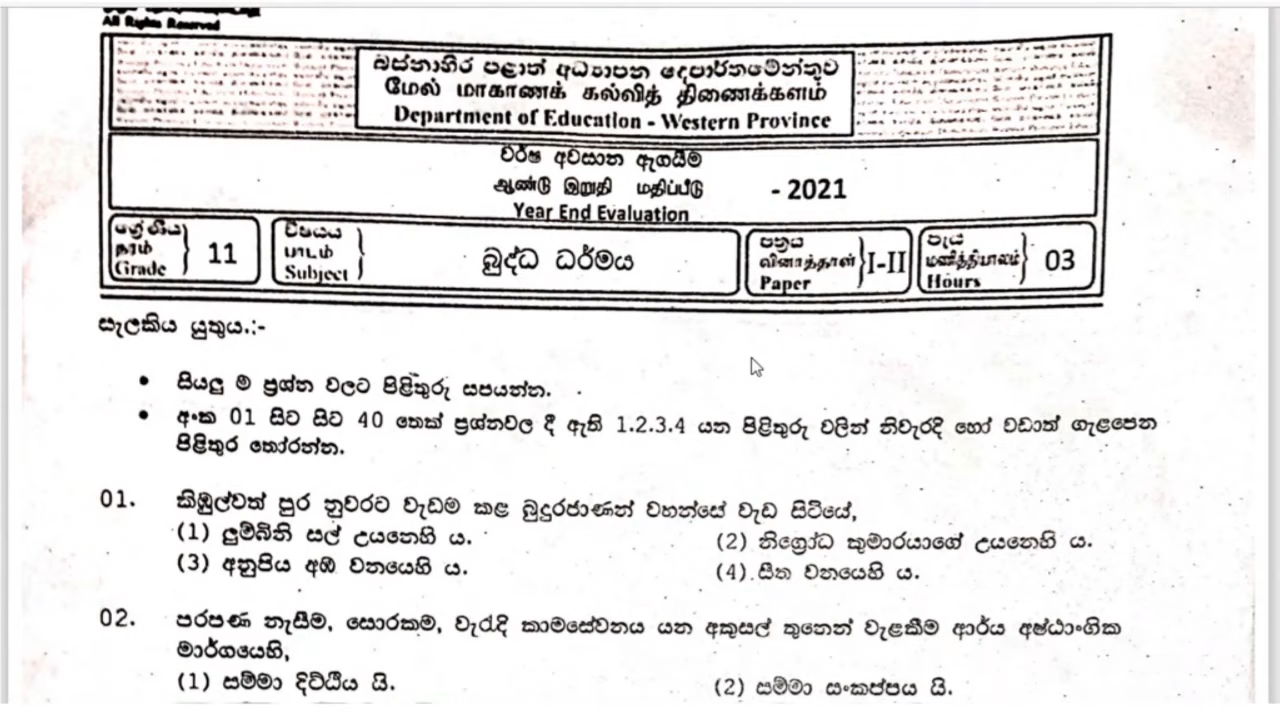 All Rights Reserved
බස්නාහිර පළාත් අධ්‍යාපන දෙපාර්තමේන්තුව
மேல் மாகாணக் கல்வித் திணைக்களம்
Department of Education - Western Province
වර්ෂ අවසාන ඇගයීම
ஆண்டு இறுதி மதிப்பீடு - 2021
Year End Evaluation
ශ්‍රේණිය
தரம்
Grade
11
විෂයය
பாடம்
Subject
බුද්ධ ධර්මය
පත්‍රය
வினாத்தாள்
Paper
I-II
පැය
மணித்தியாலம்
Hours
03
සැලකිය යුතුය.:-
• සියලු ම ප්‍රශ්න වලට පිළිතුරු සපයන්න.
• අංක 01 සිට සිට 40 තෙක් ප්‍රශ්නවල දී ඇති 1.2.3.4 යන පිළිතුරු වලින් නිවැරදි හෝ වඩාත් ගැළපෙන
පිළිතුර තෝරන්න.
01. කිඹුල්වත් පුර නුවරට වැඩම කළ බුදුරජාණන් වහන්සේ වැඩ සිටියේ,
(1) ලුම්බිනි සල් උයනෙහි ය. (2) නිග්‍රෝධ කුමාරයාගේ උයනෙහි ය.
(3) අනුපිය අඹ වනයෙහි ය. (4) සීත වනයෙහි ය.
02. පරපණ නැසීම, සොරකම, වැරැදි කාමසේවනය යන අකුසල් තුනෙන් වැළකීම ආර්ය අෂ්ඨාංගික
මාර්ගයෙහි,
(1) සම්මා දිට්ඨිය යි. (2) සම්මා සංකප්පය යි.